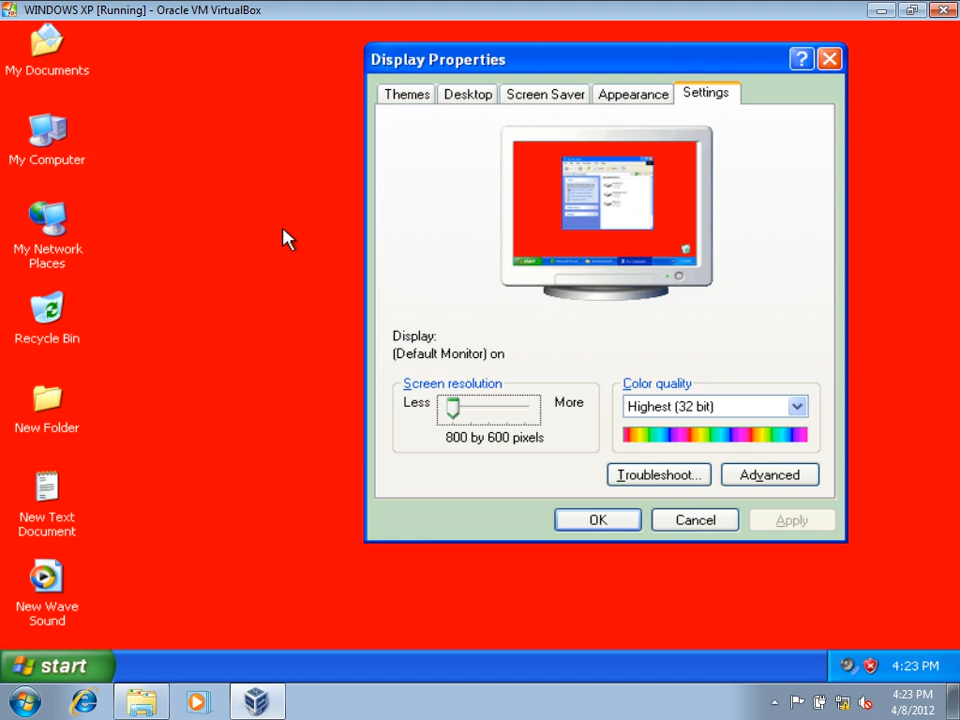 WINDOWS XP [Running] - Oracle VM VirtualBox
My Documents
My Computer
My Network
Places
Recycle Bin
New Folder
New Text
Document
New Wave
Sound
Display Properties
Themes
Desktop
Screen Saver
Appearance
Settings
Display:
(Default Monitor) on
Screen resolution
Less
More
800 by 600 pixels
Color quality
Highest (32 bit)
Troubleshoot...
Advanced
OK
Cancel
Apply
start
4:23 PM
4:23 PM
4/8/2012